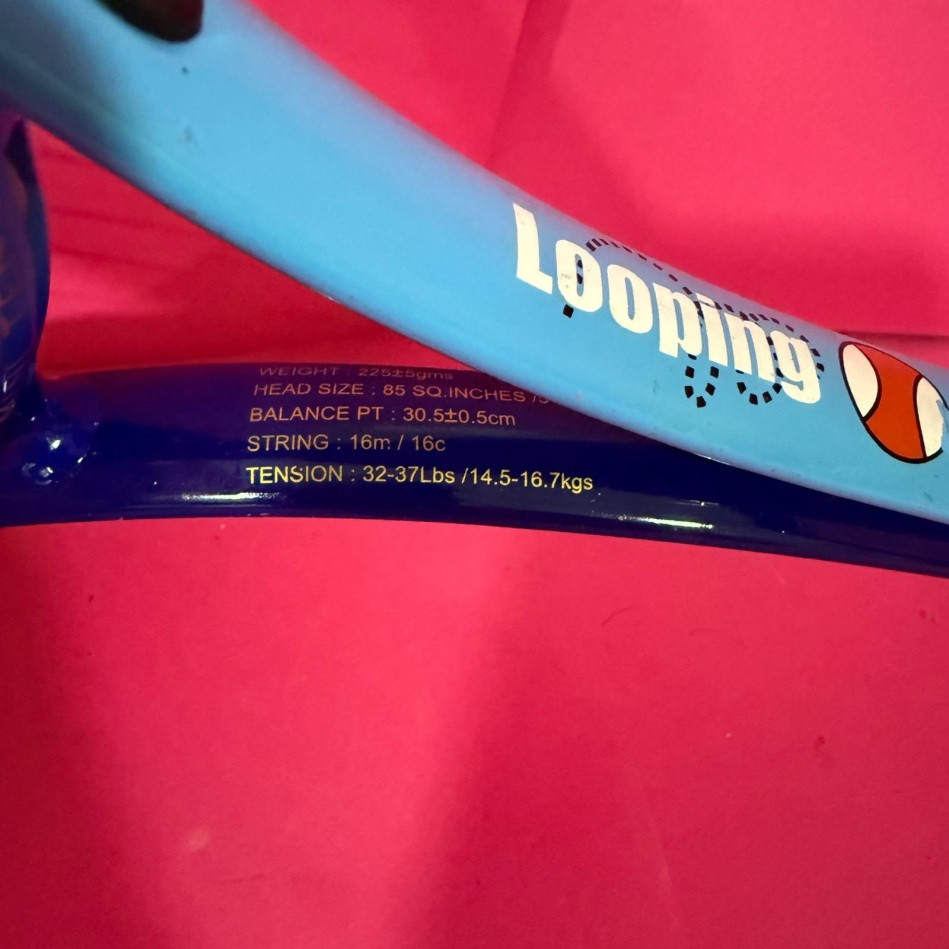 Looping
WEIGHT : 225±5gms
HEAD SIZE : 85 SQ.INCHES
BALANCE PT : 30.5±0.5cm
STRING : 16m / 16c
TENSION : 32-37Lbs /14.5-16.7kgs